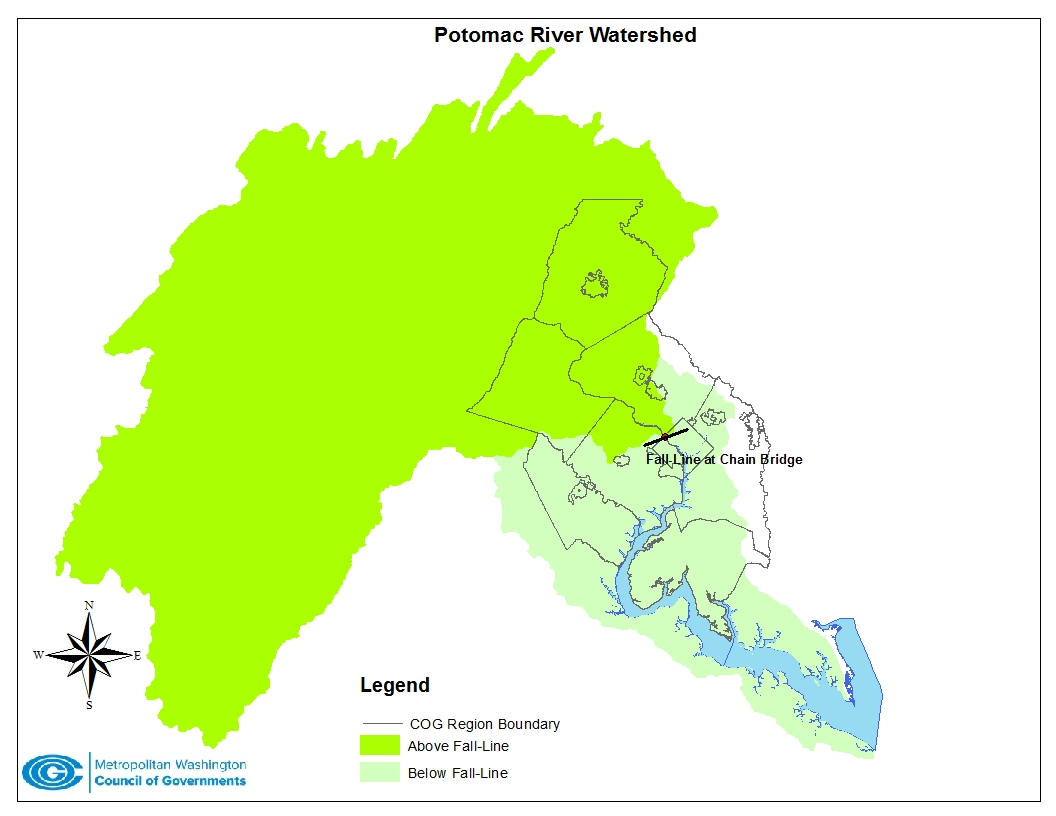 Potomac River Watershed
Fall-Line at Chain Bridge
N
W E
S
Legend
COG Region Boundary
Above Fall-Line
Below Fall-Line
Metropolitan Washington
Council of Governments